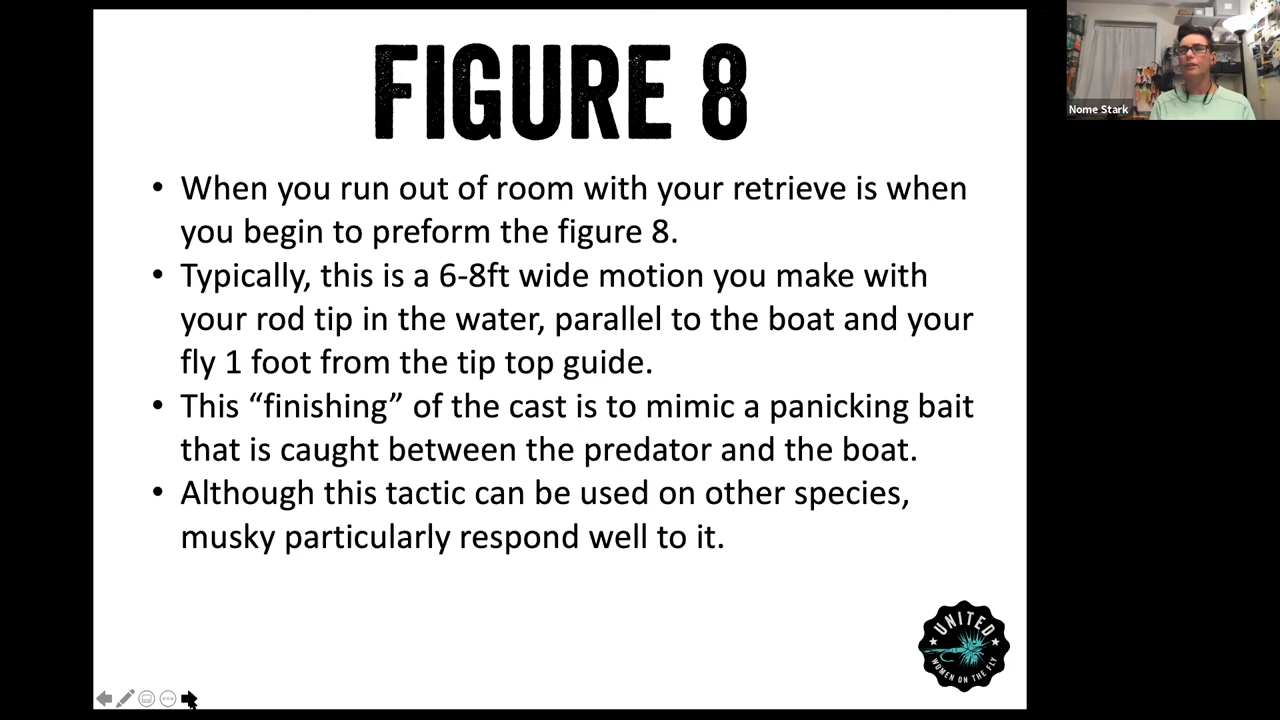 FIGURE 8
• When you run out of room with your retrieve is when
you begin to preform the figure 8.
• Typically, this is a 6-8ft wide motion you make with
your rod tip in the water, parallel to the boat and your
fly 1 foot from the tip top guide.
• This “finishing” of the cast is to mimic a panicking bait
that is caught between the predator and the boat.
• Although this tactic can be used on other species,
musky particularly respond well to it.
Nome Stark
UNITED
WOMEN ON THE FLY